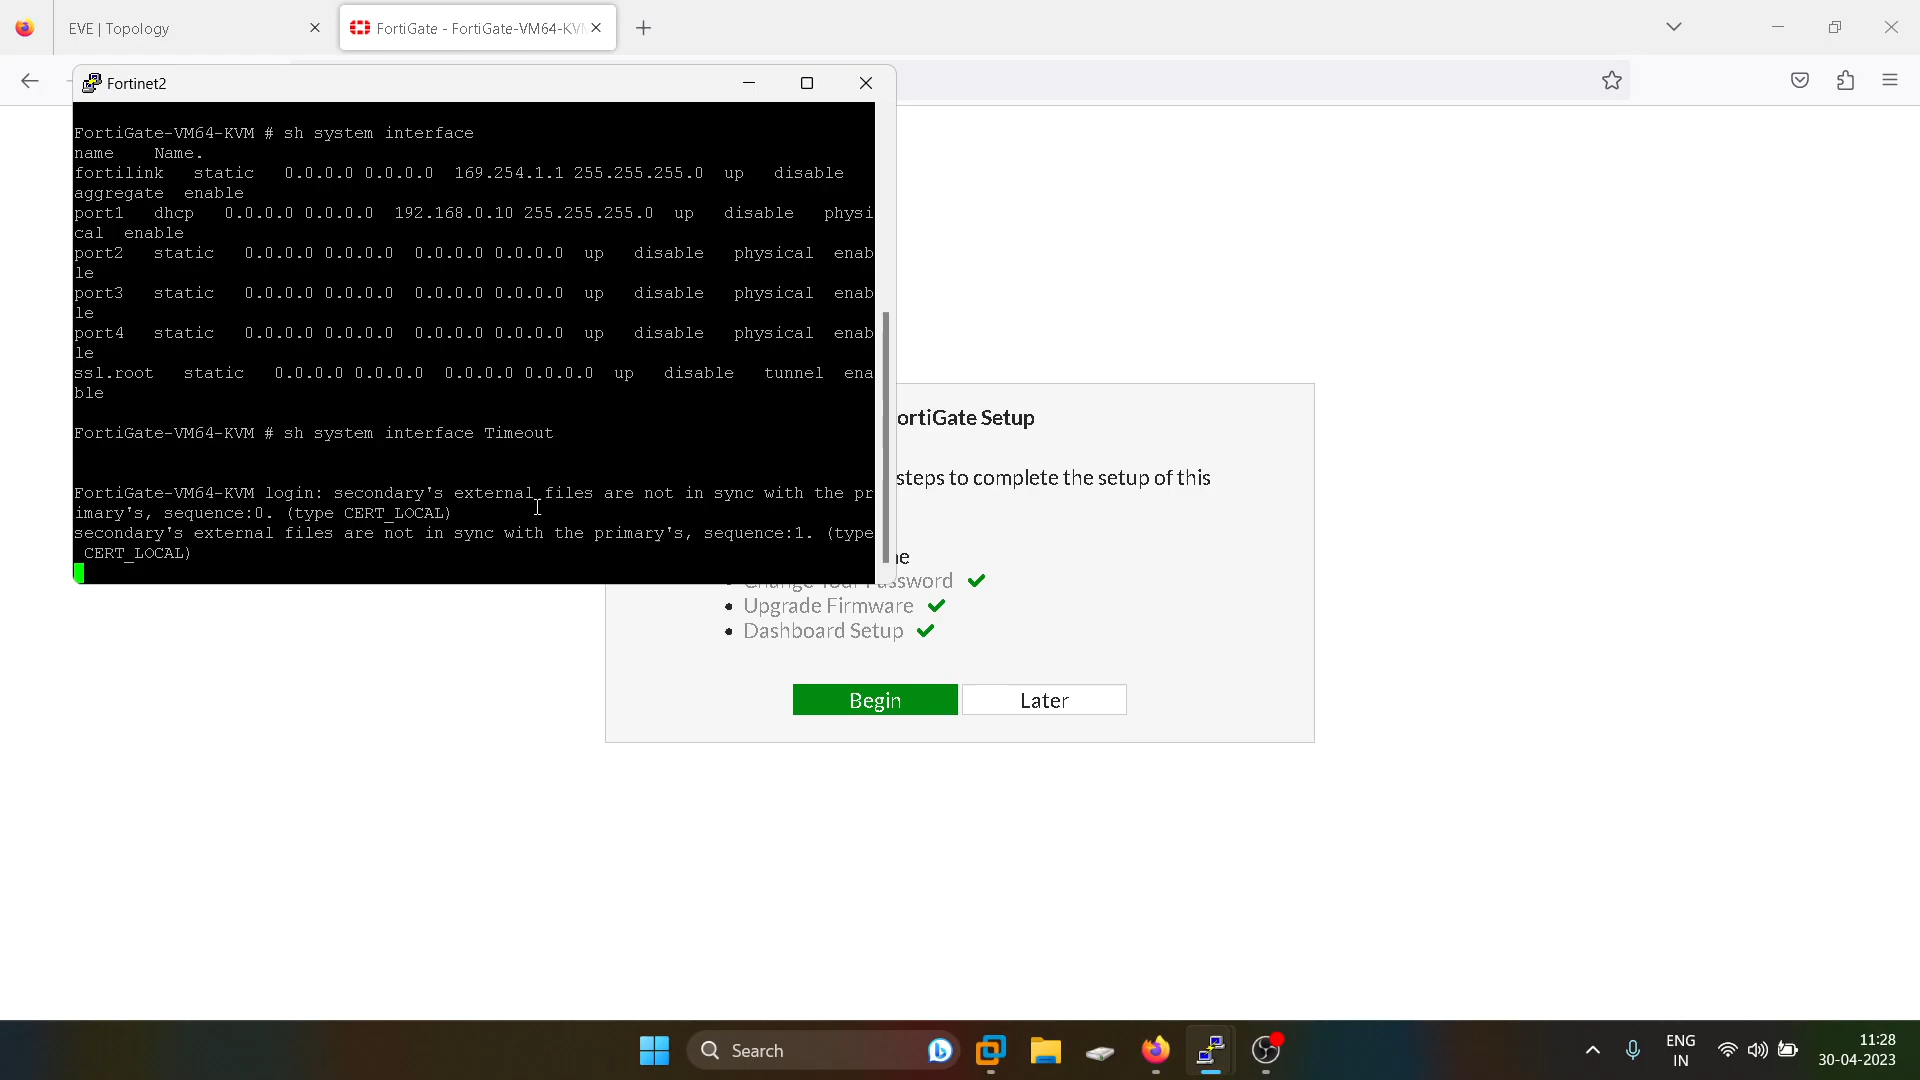 EVE | Topology
FortiGate - FortiGate-VM64-KVM
Fortinet2
FortiGate-VM64-KVM # sh system interface
name    Name.
fortilink   static   0.0.0.0 0.0.0.0  169.254.1.1 255.255.255.0  up   disable
aggregate  enable
port1   dhcp   0.0.0.0 0.0.0.0  192.168.0.10 255.255.255.0  up   disable   physi
cal  enable
port2   static   0.0.0.0 0.0.0.0  0.0.0.0 0.0.0.0  up   disable   physical  enab
le
port3   static   0.0.0.0 0.0.0.0  0.0.0.0 0.0.0.0  up   disable   physical  enab
le
port4   static   0.0.0.0 0.0.0.0  0.0.0.0 0.0.0.0  up   disable   physical  enab
le
ssl.root   static   0.0.0.0 0.0.0.0  0.0.0.0 0.0.0.0  up   disable   tunnel  ena
ble
FortiGate-VM64-KVM # sh system interface Timeout
FortiGate-VM64-KVM login: secondary's external files are not in sync with the pr
imary's, sequence:0. (type CERT_LOCAL)
secondary's external files are not in sync with the primary's, sequence:1. (type
CERT_LOCAL)
ortiGate Setup
steps to complete the setup of this
ne
Change Your Password
Upgrade Firmware
Dashboard Setup
Begin
Later
Search
ENG
IN
11:28
30-04-2023